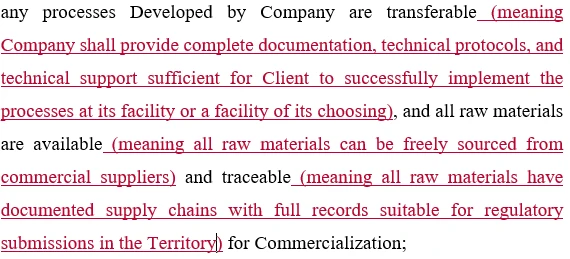 any processes Developed by Company are transferable (meaning
Company shall provide complete documentation, technical protocols, and
technical support sufficient for Client to successfully implement the
processes at its facility or a facility of its choosing), and all raw materials
are available (meaning all raw materials can be freely sourced from
commercial suppliers) and traceable (meaning all raw materials have
documented supply chains with full records suitable for regulatory
submissions in the Territory) for Commercialization;